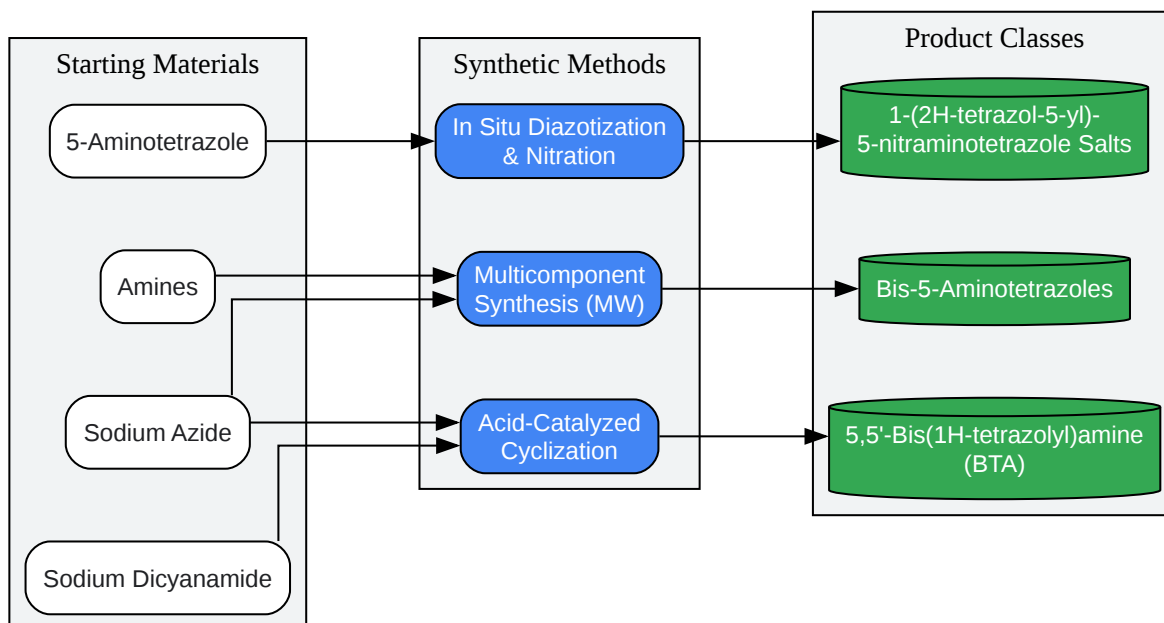 Starting Materials
5-Aminotetrazole
Amines
Sodium Azide
Sodium Dicyanamide
Synthetic Methods
In Situ Diazotization
& Nitration
Multicomponent
Synthesis (MW)
Acid-Catalyzed
Cyclization
Product Classes
1-(2H-tetrazol-5-yl)-
5-nitraminotetrazole Salts
Bis-5-Aminotetrazoles
5,5'-Bis(1H-tetrazolyl)amine
(BTA)